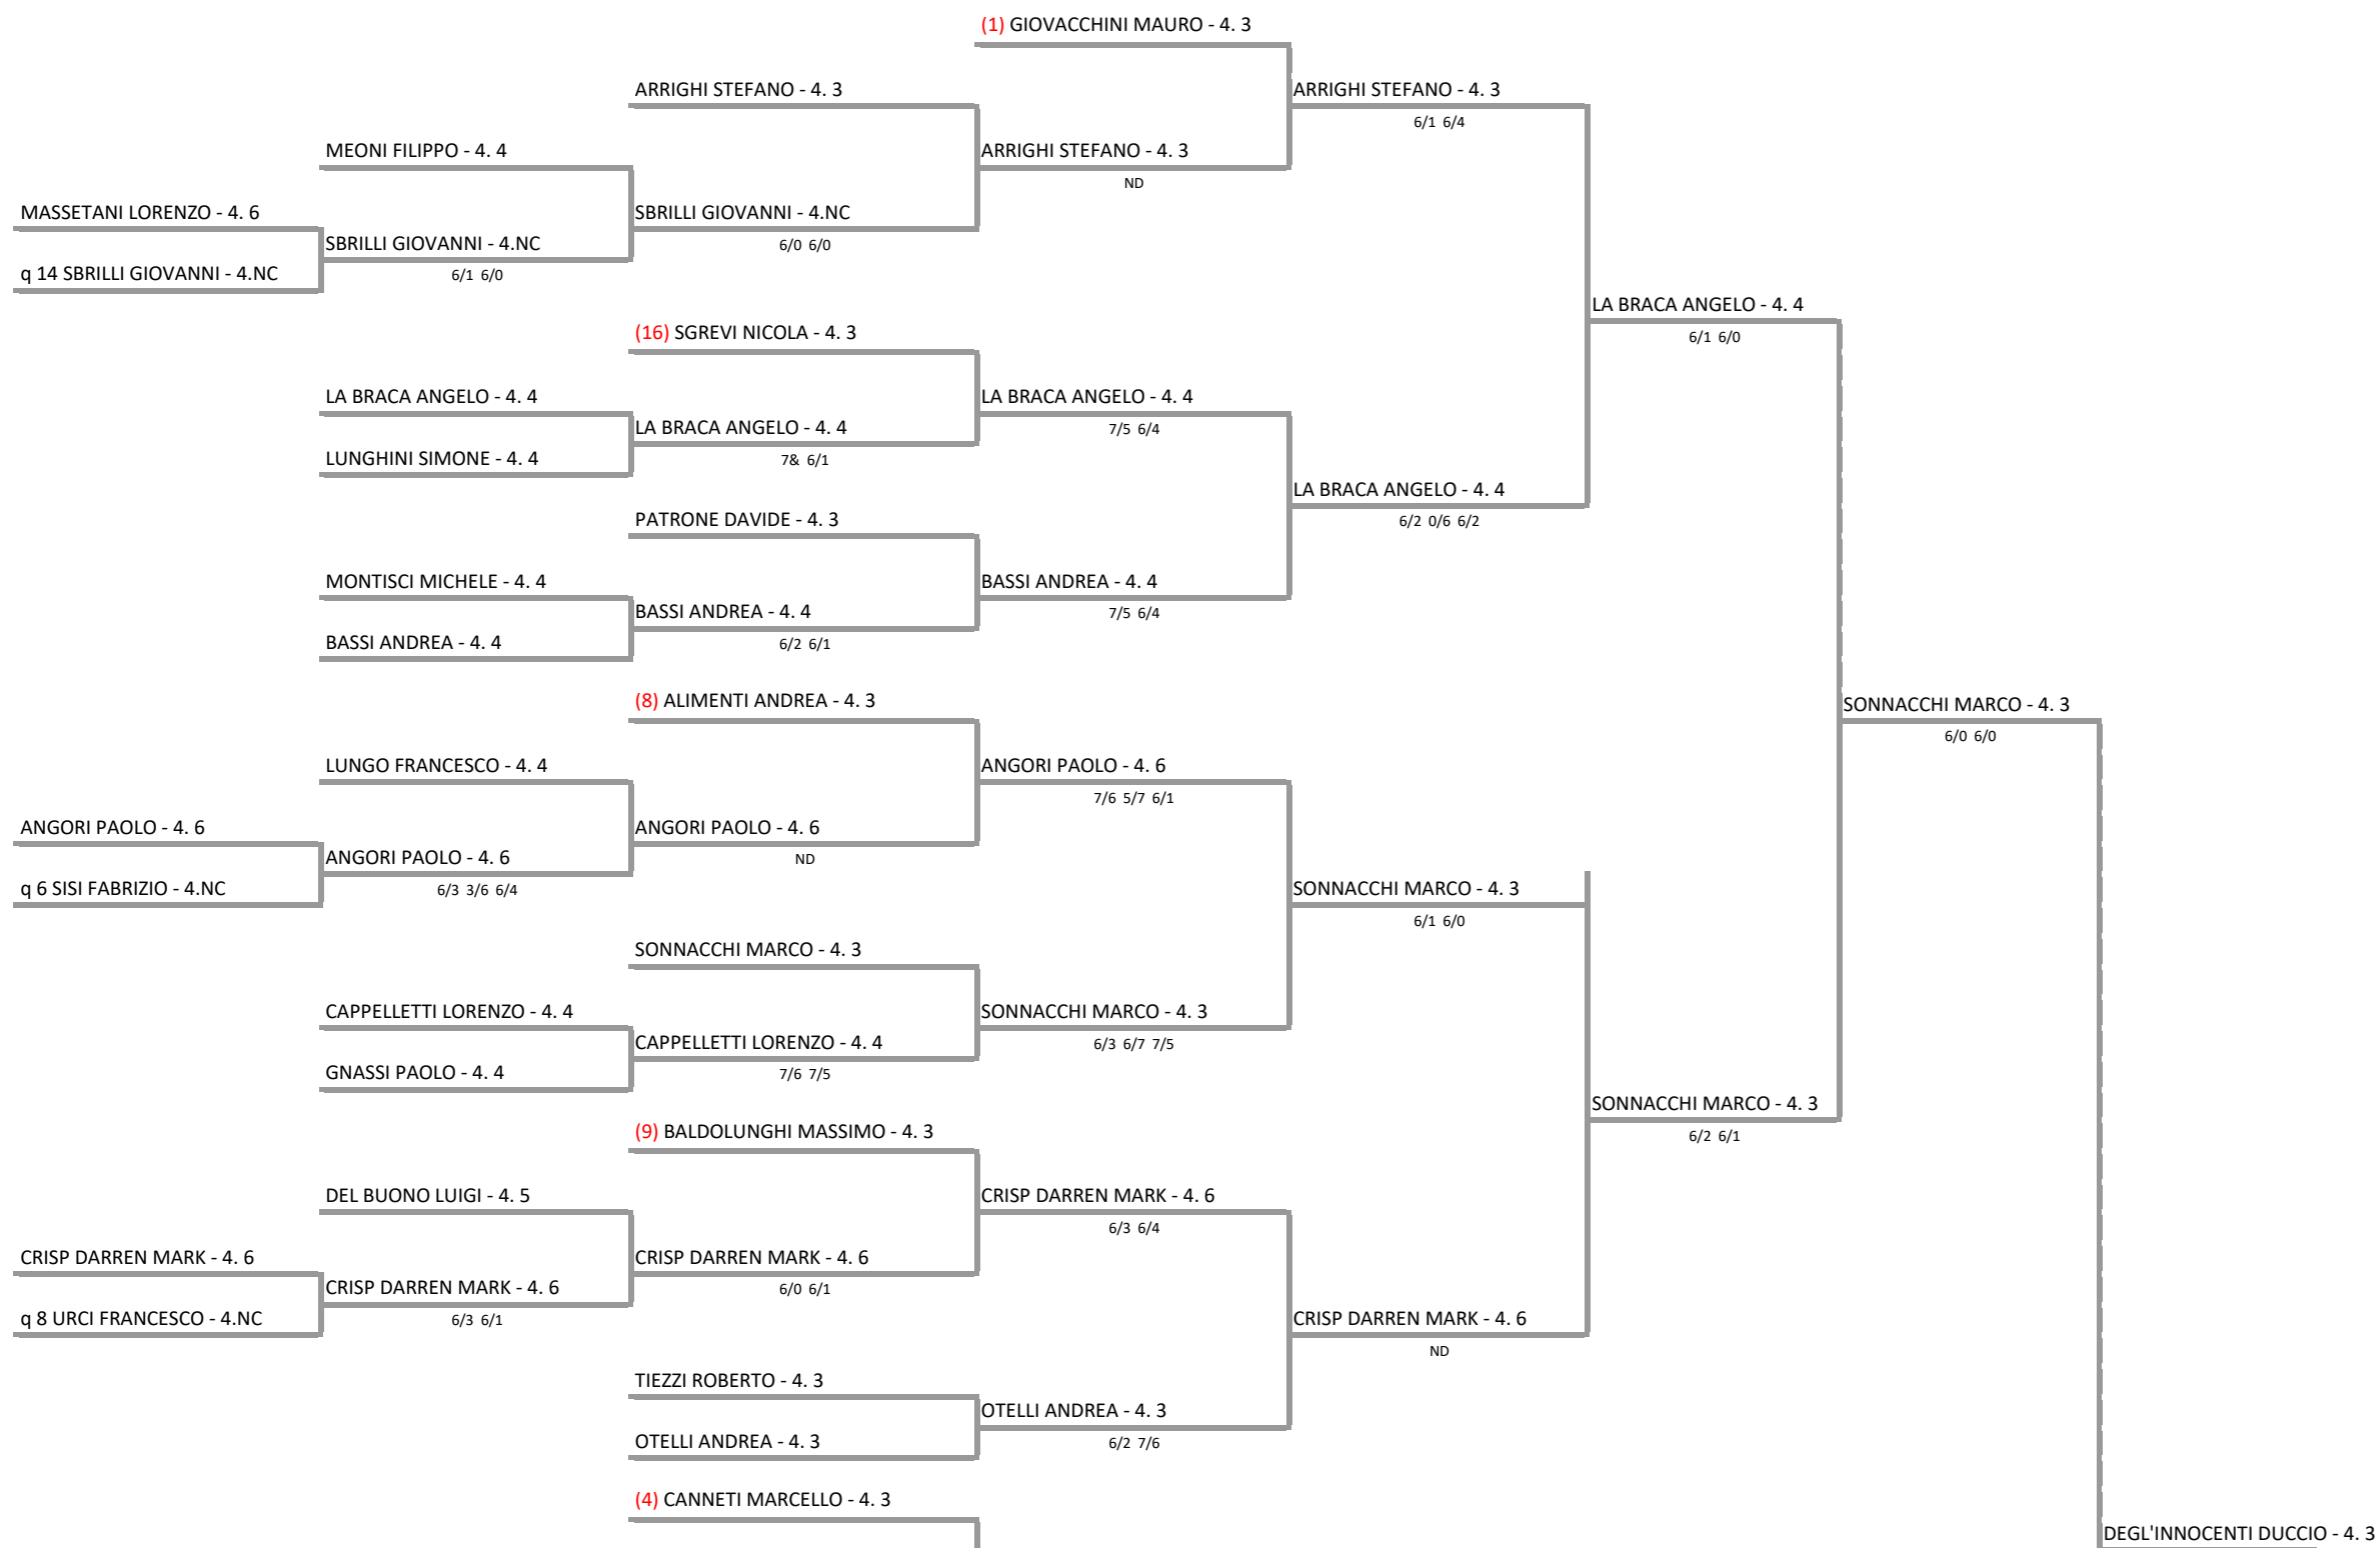 (1) GIOVACCHINI MAURO - 4. 3
ARRIGHI STEFANO - 4. 3
ARRIGHI STEFANO - 4. 3
6/1 6/4
MEONI FILIPPO - 4. 4
ARRIGHI STEFANO - 4. 3
ND
MASSETANI LORENZO - 4. 6
SBRILLI GIOVANNI - 4.NC
6/0 6/0
SBRILLI GIOVANNI - 4.NC
6/1 6/0
q 14 SBRILLI GIOVANNI - 4.NC
LA BRACA ANGELO - 4. 4
6/1 6/0
(16) SGREVI NICOLA - 4. 3
LA BRACA ANGELO - 4. 4
LA BRACA ANGELO - 4. 4
7/5 6/4
LA BRACA ANGELO - 4. 4
7& 6/1
LUNGHINI SIMONE - 4. 4
LA BRACA ANGELO - 4. 4
6/2 0/6 6/2
PATRONE DAVIDE - 4. 3
MONTISCI MICHELE - 4. 4
BASSI ANDREA - 4. 4
7/5 6/4
BASSI ANDREA - 4. 4
6/2 6/1
BASSI ANDREA - 4. 4
(8) ALIMENTI ANDREA - 4. 3
SONNACCHI MARCO - 4. 3
6/0 6/0
LUNGO FRANCESCO - 4. 4
ANGORI PAOLO - 4. 6
7/6 5/7 6/1
ANGORI PAOLO - 4. 6
ANGORI PAOLO - 4. 6
ND
ANGORI PAOLO - 4. 6
6/3 3/6 6/4
q 6 SISI FABRIZIO - 4.NC
SONNACCHI MARCO - 4. 3
6/1 6/0
SONNACCHI MARCO - 4. 3
CAPPELLETTI LORENZO - 4. 4
SONNACCHI MARCO - 4. 3
6/3 6/7 7/5
CAPPELLETTI LORENZO - 4. 4
7/6 7/5
GNASSI PAOLO - 4. 4
SONNACCHI MARCO - 4. 3
6/2 6/1
(9) BALDOLUNGHI MASSIMO - 4. 3
DEL BUONO LUIGI - 4. 5
CRISP DARREN MARK - 4. 6
6/3 6/4
CRISP DARREN MARK - 4. 6
CRISP DARREN MARK - 4. 6
6/0 6/1
CRISP DARREN MARK - 4. 6
6/3 6/1
q 8 URCI FRANCESCO - 4.NC
CRISP DARREN MARK - 4. 6
ND
TIEZZI ROBERTO - 4. 3
OTELLI ANDREA - 4. 3
6/2 7/6
OTELLI ANDREA - 4. 3
(4) CANNETI MARCELLO - 4. 3
DEGL'INNOCENTI DUCCIO - 4. 3